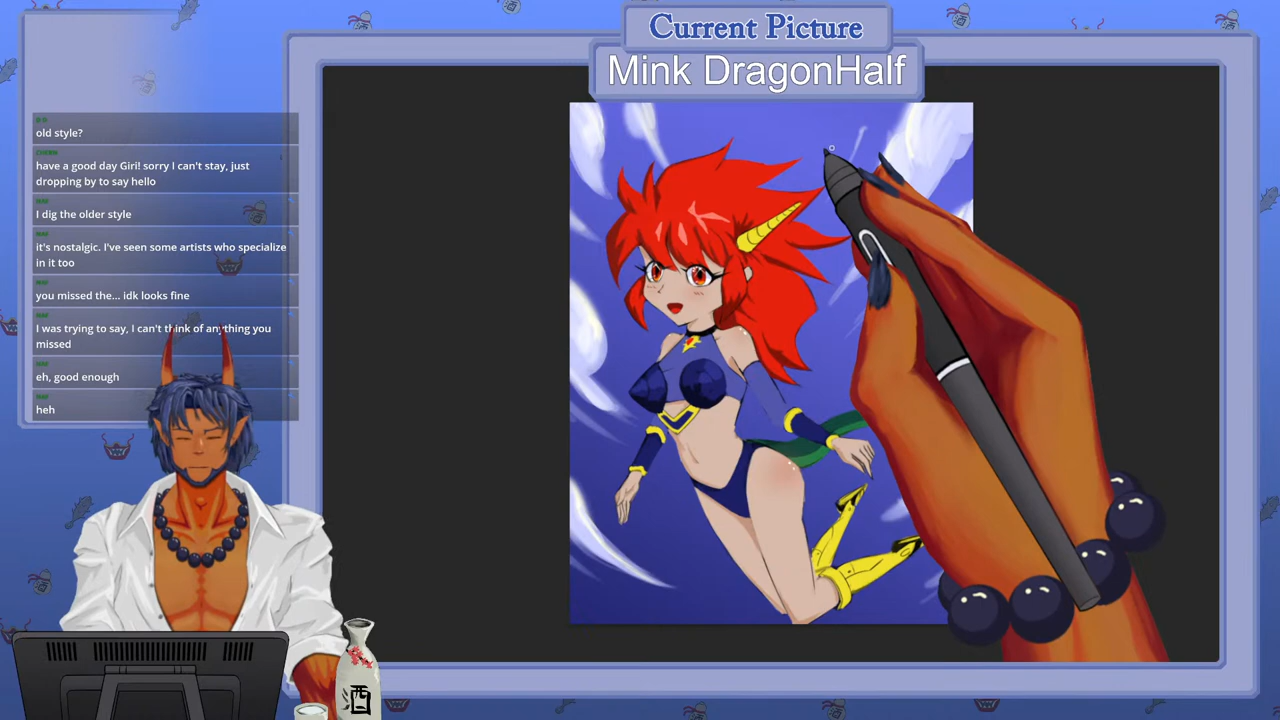 Current Picture
Mink DragonHalf
old style?
have a good day Giri! sorry I can't stay, just
dropping by to say hello
I dig the older style
it's nostalgic. I've seen some artists who specialize
in it too
you missed the... idk looks fine
I was trying to say, I can't think of anything you
missed
eh, good enough
heh
酒